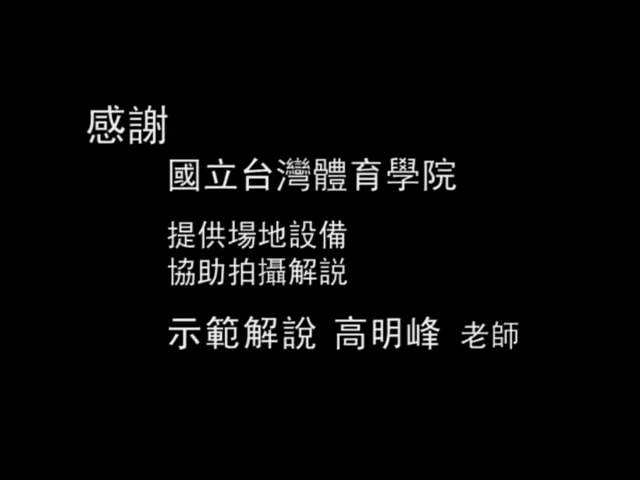 感謝
國立台灣體育學院
提供場地設備
協助拍攝解説
示範解說 高明峰 老師